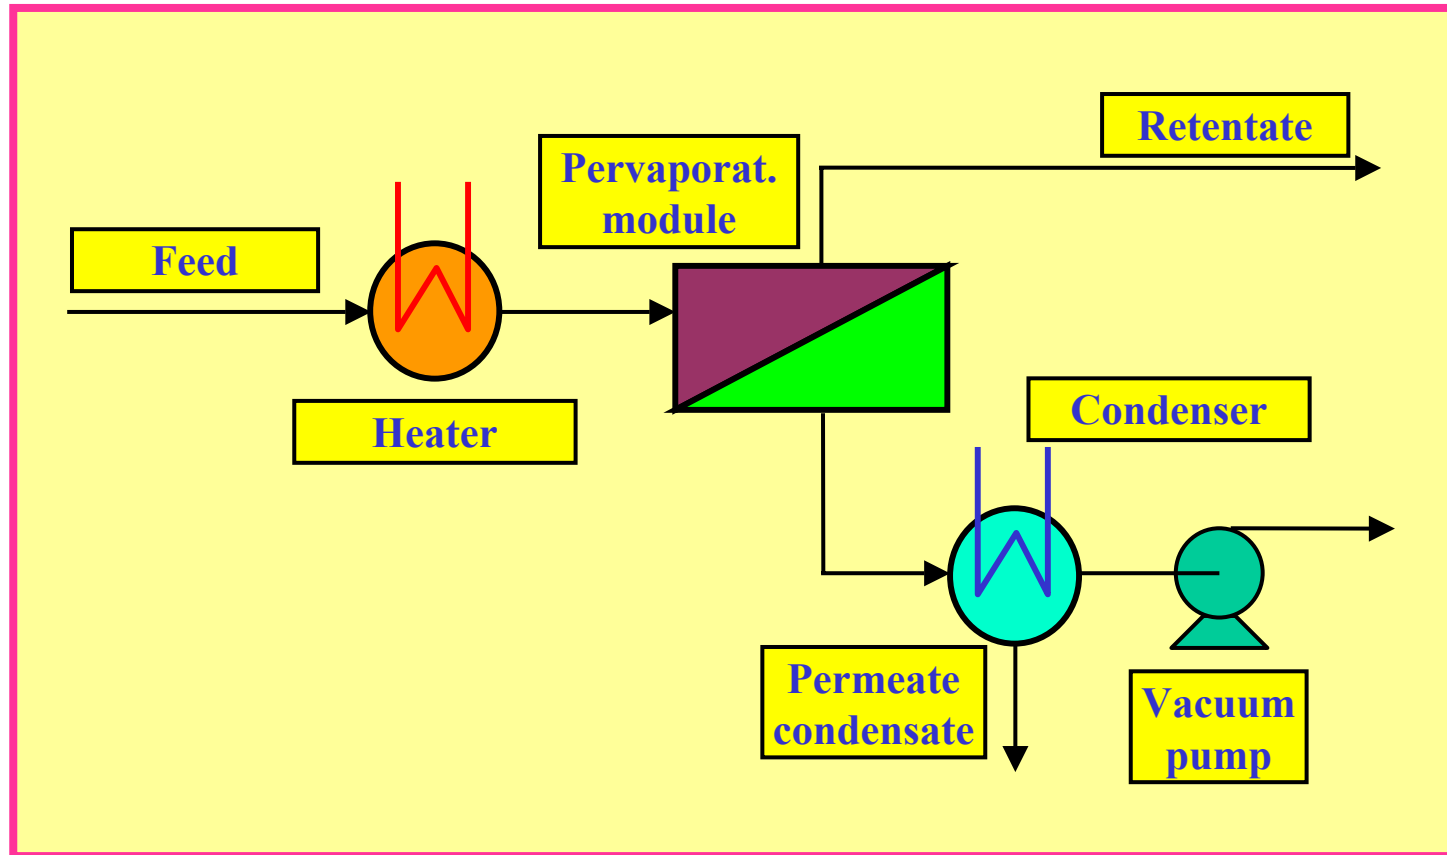 Retentate
Pervaporat.
module
Feed
Heater
Condenser
Permeate
condensate
Vacuum
pump